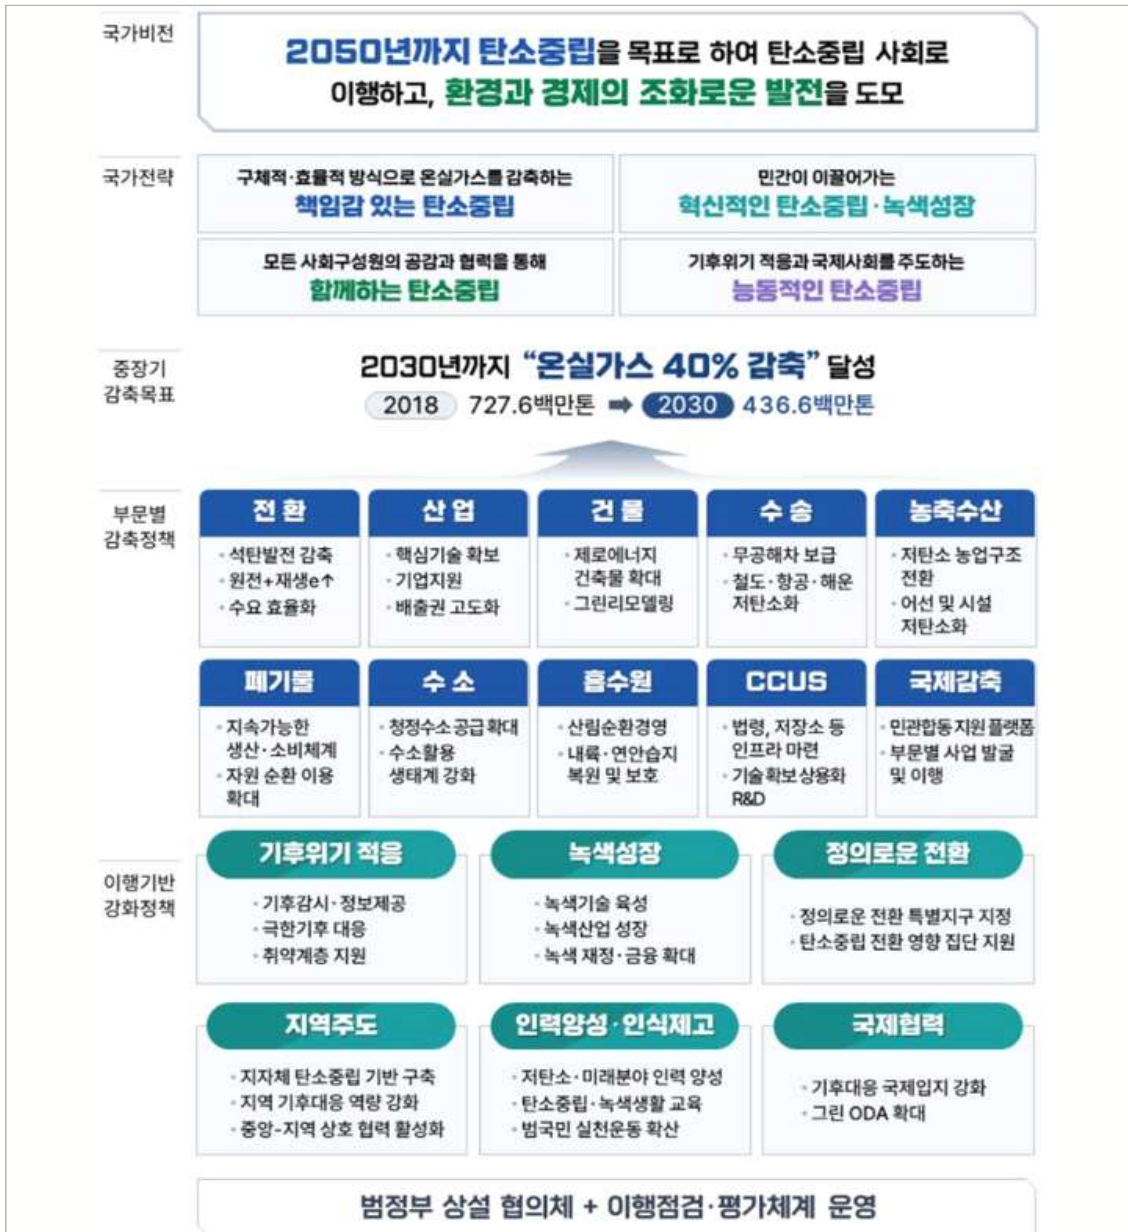 국가비전
2050년까지 탄소중립을 목표로 하여 탄소중립 사회로
이행하고, 환경과 경제의 조화로운 발전을 도모
국가전략
구체적·효율적 방식으로 온실가스를 감축하는
책임감 있는 탄소중립
민간이 이끌어가는
혁신적인 탄소중립·녹색성장
모든 사회구성원의 공감과 협력을 통해
함께하는 탄소중립
기후위기 적응과 국제사회를 주도하는
능동적인 탄소중립
중장기
감축목표
2030년까지 “온실가스 40% 감축” 달성
2018 727.6백만톤 ➡ 2030 436.6백만톤
부문별
감축정책
전환
· 석탄발전 감축
· 원전+재생e↑
· 수요 효율화
산업
· 핵심기술 확보
· 기업지원
· 배출권 고도화
건물
· 제로에너지
건축물 확대
· 그린리모델링
수송
· 무공해차 보급
· 철도·항공·해운
저탄소화
농축수산
· 저탄소 농업구조
전환
· 어선 및 시설
저탄소화
폐기물
· 지속가능한
생산·소비체계
· 자원 순환 이용
확대
수소
· 청정수소 공급 확대
· 수소활용
생태계 강화
흡수원
· 산림순환경영
· 내륙·연안습지
복원 및 보호
CCUS
· 법령, 저장소 등
인프라 마련
· 기술확보 상용화
R&D
국제감축
· 민관합동 지원 플랫폼
· 부문별 사업 발굴
및 이행
이행기반
강화정책
기후위기 적응
· 기후감시·정보제공
· 극한기후 대응
· 취약계층 지원
녹색성장
· 녹색기술 육성
· 녹색산업 성장
· 녹색 재정·금융 확대
정의로운 전환
· 정의로운 전환 특별지구 지정
· 탄소중립 전환 영향 집단 지원
지역주도
· 지자체 탄소중립 기반 구축
· 지역 기후대응 역량 강화
· 중앙-지역 상호 협력 활성화
인력양성·인식제고
· 저탄소·미래분야 인력 양성
· 탄소중립·녹색생활 교육
· 범국민 실천운동 확산
국제협력
· 기후대응 국제입지 강화
· 그린 ODA 확대
범정부 상설 협의체 + 이행점검·평가체계 운영